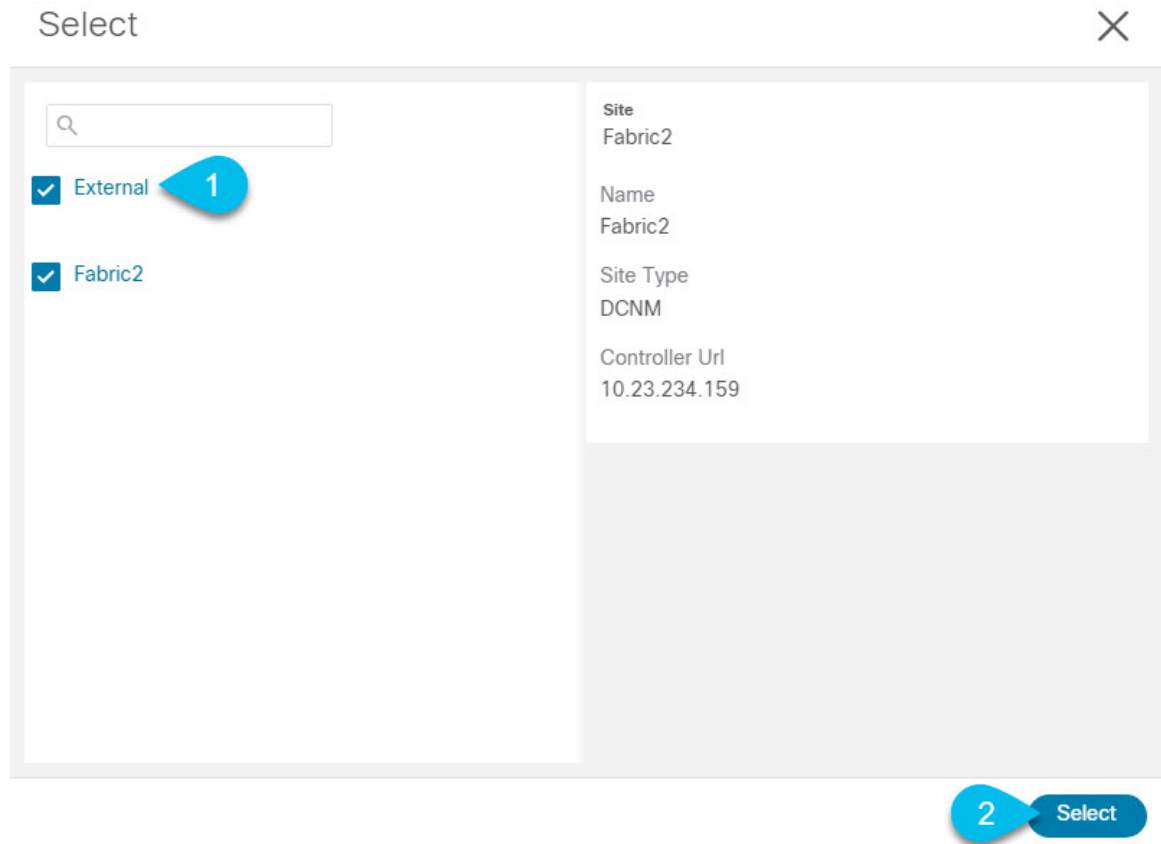 Select
External
1
Fabric2
Site
Fabric2
Name
Fabric2
Site Type
DCNM
Controller Url
10.23.234.159
2
Select